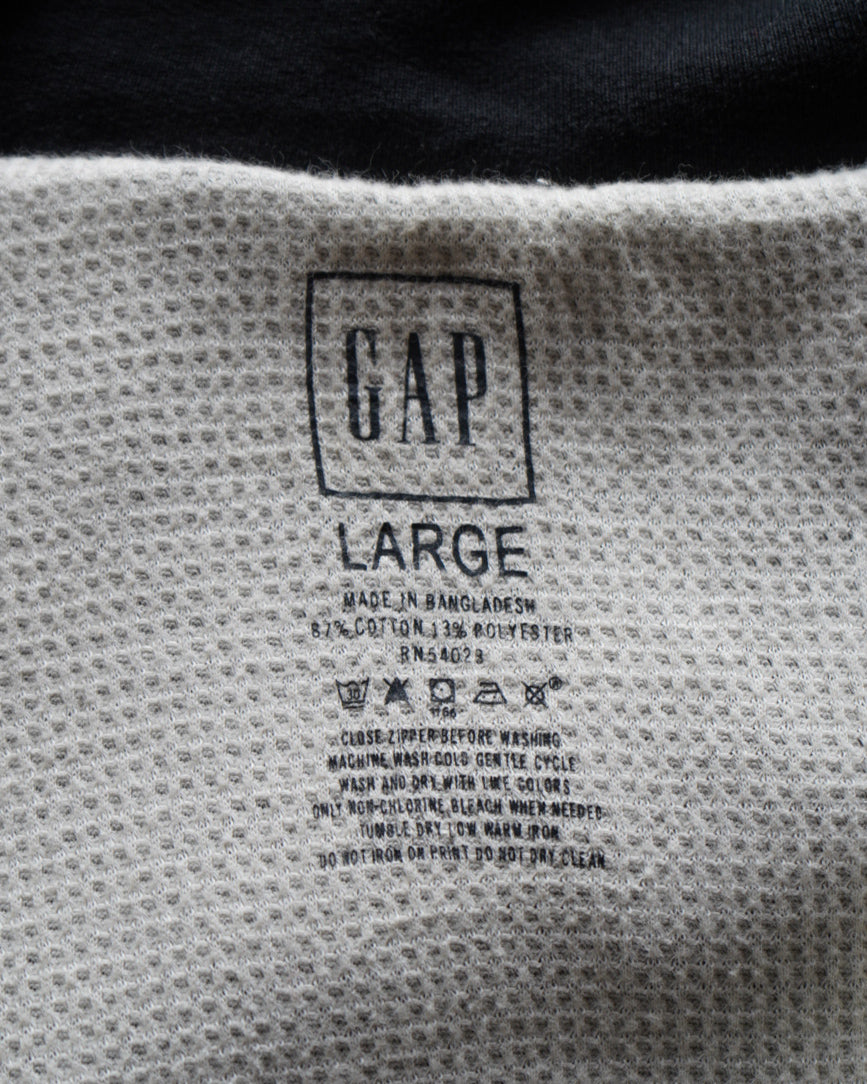 GAP
LARGE
MADE IN BANGLADESH
87% COTTON 13% POLYESTER
RN54023
30
®
CLOSE ZIPPER BEFORE WASHING
MACHINE WASH COLD GENTLE CYCLE
WASH AND DRY WITH LIKE COLORS
ONLY NON-CHLORINE BLEACH WHEN NEEDED
TUMBLE DRY LOW WARM IRON
DO NOT IRON ON PRINT DO NOT DRY CLEAN